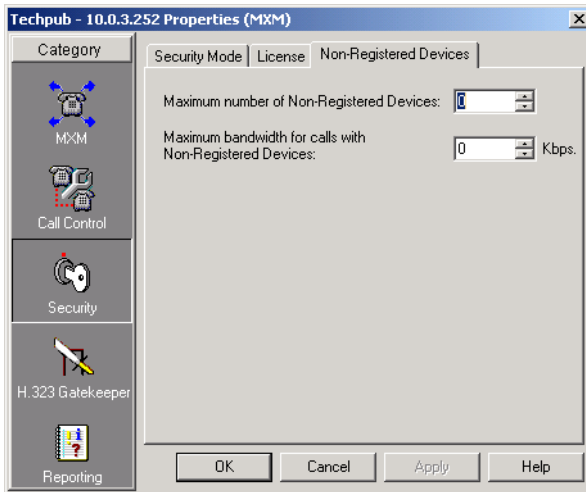 Techpub - 10.0.3.252 Properties (MXM)
Category
MXM
Call Control
Security
H.323 Gatekeeper
Reporting
Security Mode License Non-Registered Devices
Maximum number of Non-Registered Devices: 0
Maximum bandwidth for calls with
Non-Registered Devices: 0 Kbps.
OK Cancel Apply Help